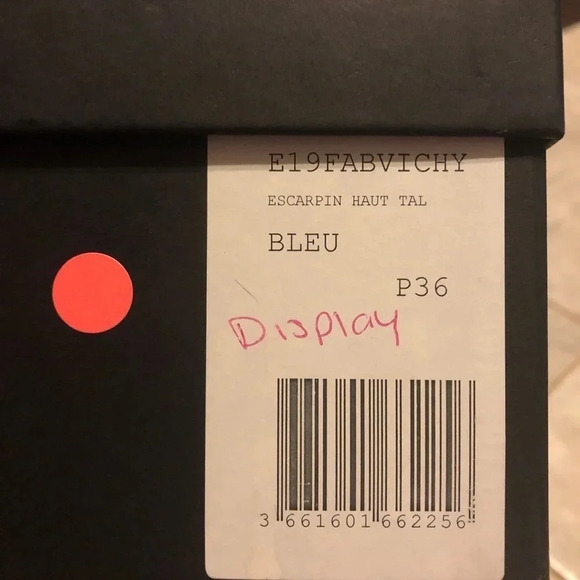 E19FABVICHY
ESCARPIN HAUT TAL
BLEU
P36
Display
3 661601 662256